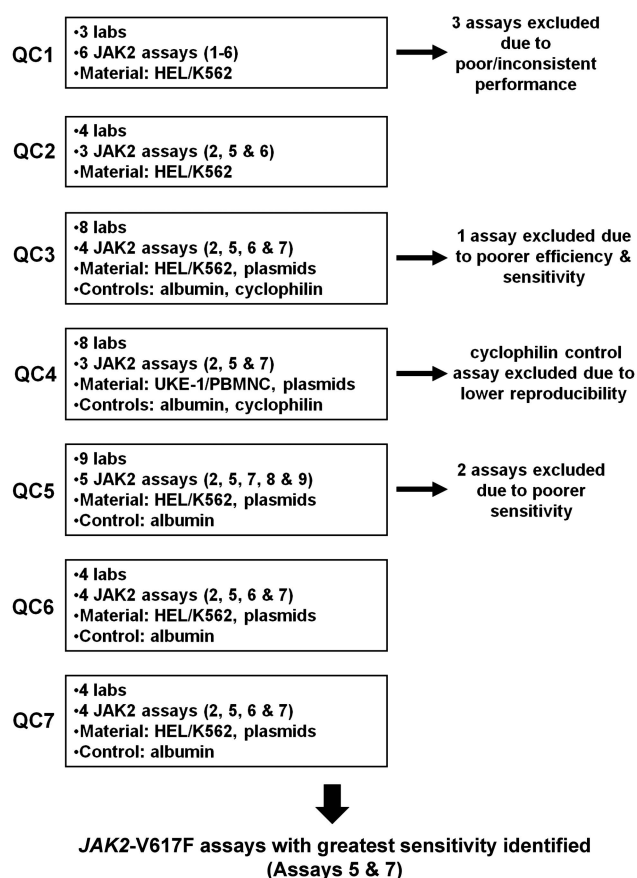 QC1
•3 labs
•6 JAK2 assays (1-6)
•Material: HEL/K562
3 assays excluded
due to
poor/inconsistent
performance
QC2
•4 labs
•3 JAK2 assays (2, 5 & 6)
•Material: HEL/K562
QC3
•8 labs
•4 JAK2 assays (2, 5, 6 & 7)
•Material: HEL/K562, plasmids
•Controls: albumin, cyclophilin
1 assay excluded due
to poorer efficiency &
sensitivity
QC4
•8 labs
•3 JAK2 assays (2, 5 & 7)
•Material: UKE-1/PBMNC, plasmids
•Controls: albumin, cyclophilin
cyclophilin control
assay excluded due to
lower reproducibility
QC5
•9 labs
•5 JAK2 assays (2, 5, 7, 8 & 9)
•Material: HEL/K562, plasmids
•Control: albumin
2 assays excluded
due to poorer
sensitivity
QC6
•4 labs
•4 JAK2 assays (2, 5, 6 & 7)
•Material: HEL/K562, plasmids
•Control: albumin
QC7
•4 labs
•4 JAK2 assays (2, 5, 6 & 7)
•Material: HEL/K562, plasmids
•Control: albumin
JAK2-V617F assays with greatest sensitivity identified
(Assays 5 & 7)